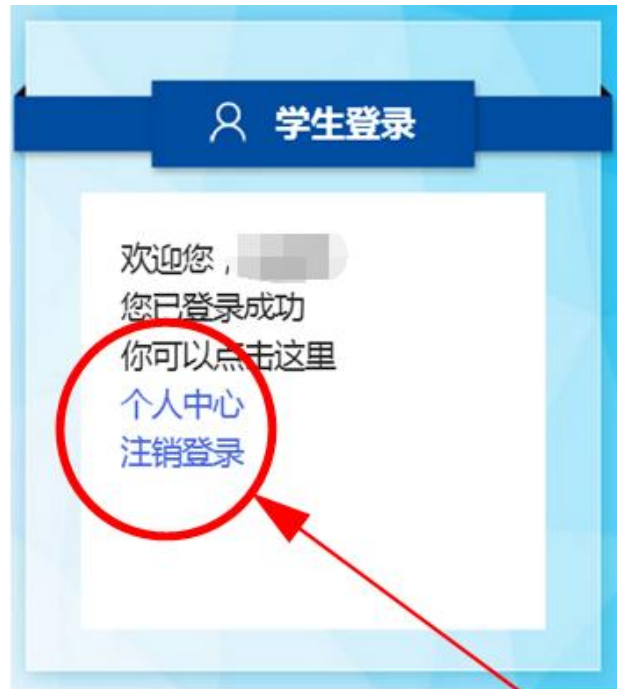 学生登录
欢迎您，
您已登录成功
你可以点击这里
个人中心
注销登录